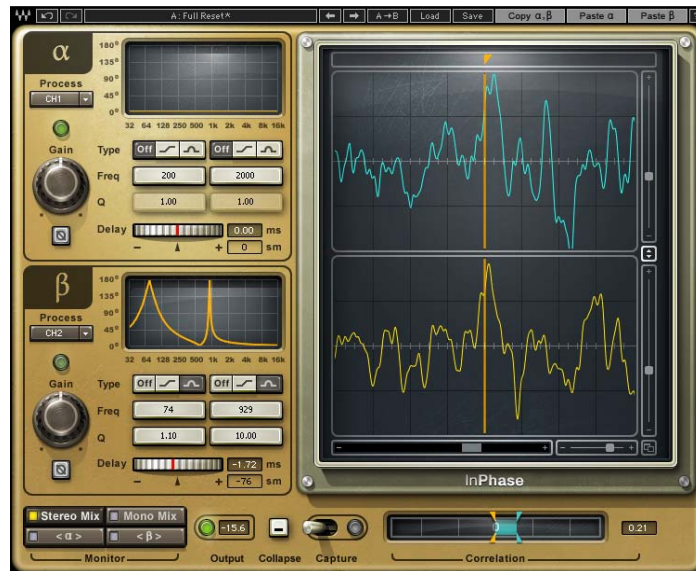 A: Full Reset* A→B Load Save Copy α,β Paste α Paste β
α
Process
CH1
Gain
180°
135°
90°
45°
0°
32 64 128 250 500 1k 2k 4k 8k 16k
Type Off Off
Freq 200 2000
Q 1.00 1.00
Delay 0.00 ms
- + 0 sm
β
Process
CH2
Gain
180°
135°
90°
45°
0°
32 64 128 250 500 1k 2k 4k 8k 16k
Type Off Off
Freq 74 929
Q 1.10 10.00
Delay -1.72 ms
- + -76 sm
InPhase
Stereo Mix Mono Mix
<α> <β>
Monitor
-15.6
Output Collapse Capture
0.21
Correlation